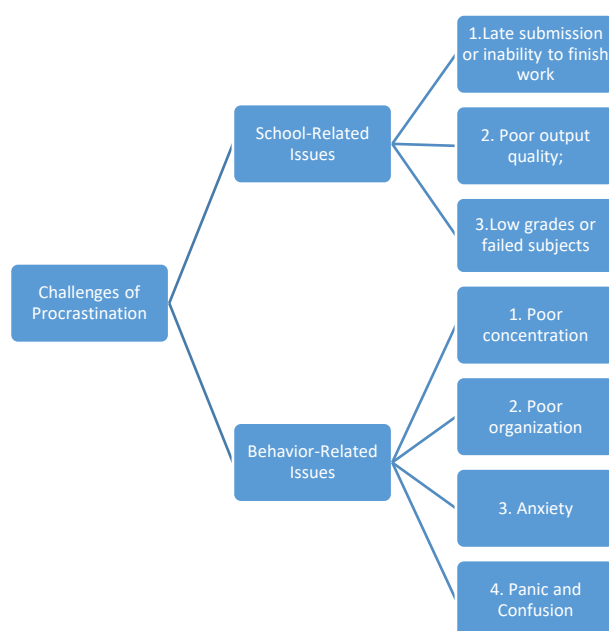 Challenges of
Procrastination
School-Related
Issues
1.Late submission
or inability to finish
work
2. Poor output
quality;
3.Low grades or
failed subjects
Behavior-Related
Issues
1. Poor
concentration
2. Poor
organization
3. Anxiety
4. Panic and
Confusion